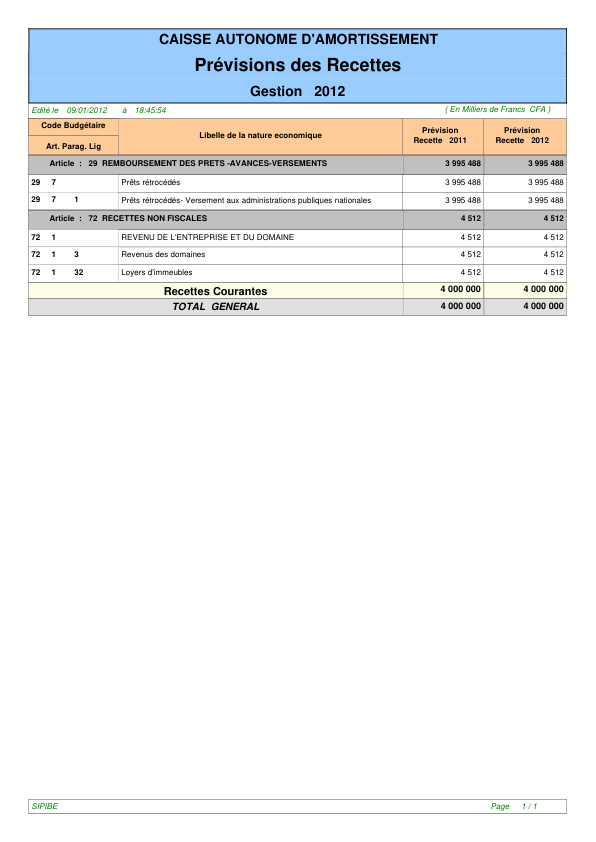 CAISSE AUTONOME D'AMORTISSEMENT
Prévisions des Recettes
Gestion 2012
Edité le 09/01/2012 à 18:45:54 ( En Milliers de Francs CFA )
Code Budgétaire
Art. Parag. Lig
Libelle de la nature economique
Prévision Recette 2011
Prévision Recette 2012
Article : 29 REMBOURSEMENT DES PRETS -AVANCES-VERSEMENTS 3 995 488 3 995 488
29 7 Prêts rétrocédés 3 995 488 3 995 488
29 7 1 Prêts rétrocédés- Versement aux administrations publiques nationales 3 995 488 3 995 488
Article : 72 RECETTES NON FISCALES 4 512 4 512
72 1 REVENU DE L'ENTREPRISE ET DU DOMAINE 4 512 4 512
72 1 3 Revenus des domaines 4 512 4 512
72 1 32 Loyers d'immeubles 4 512 4 512
Recettes Courantes 4 000 000 4 000 000
TOTAL GENERAL 4 000 000 4 000 000
SIPIBE Page 1 / 1